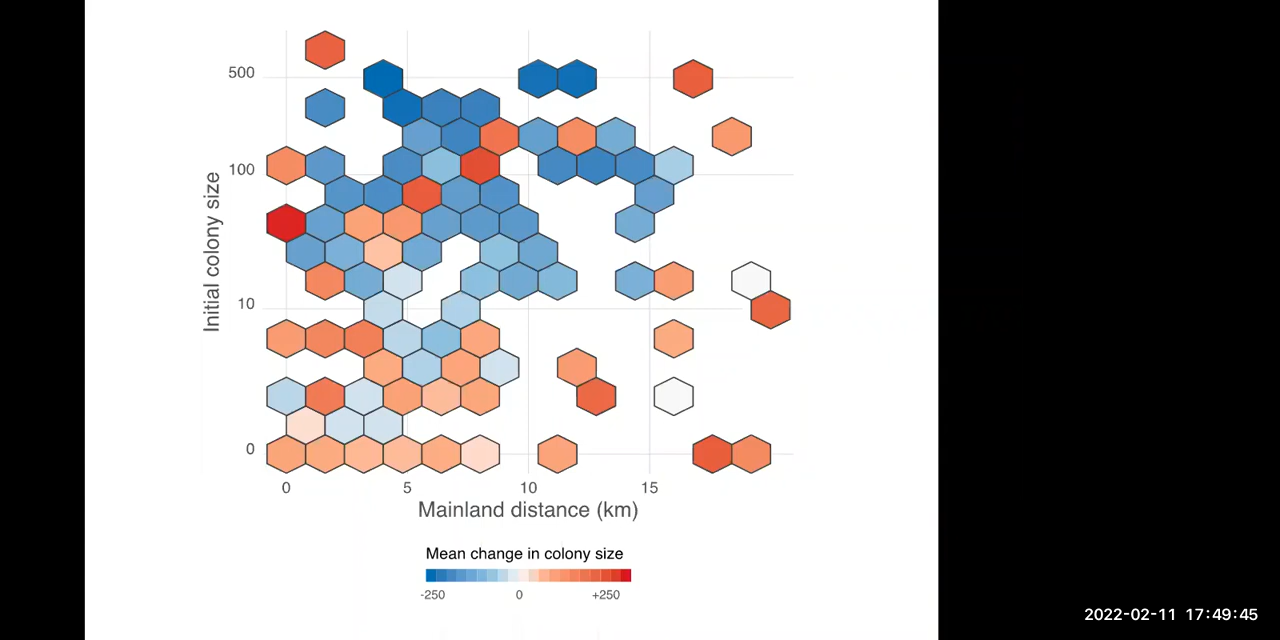 500
100
10
0
Initial colony size
0 5 10 15
Mainland distance (km)
Mean change in colony size
-250 0 +250
2022-02-11 17:49:45